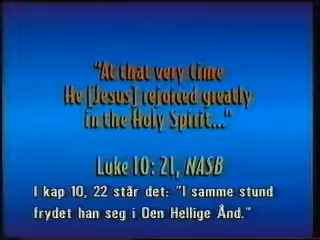 "At that very time
He [Jesus] rejoiced greatly
in the Holy Spirit..."
Luke 10: 21, NASB
I kap 10, 22 står det: "I samme stund
frydet han seg i Den Hellige Ånd."